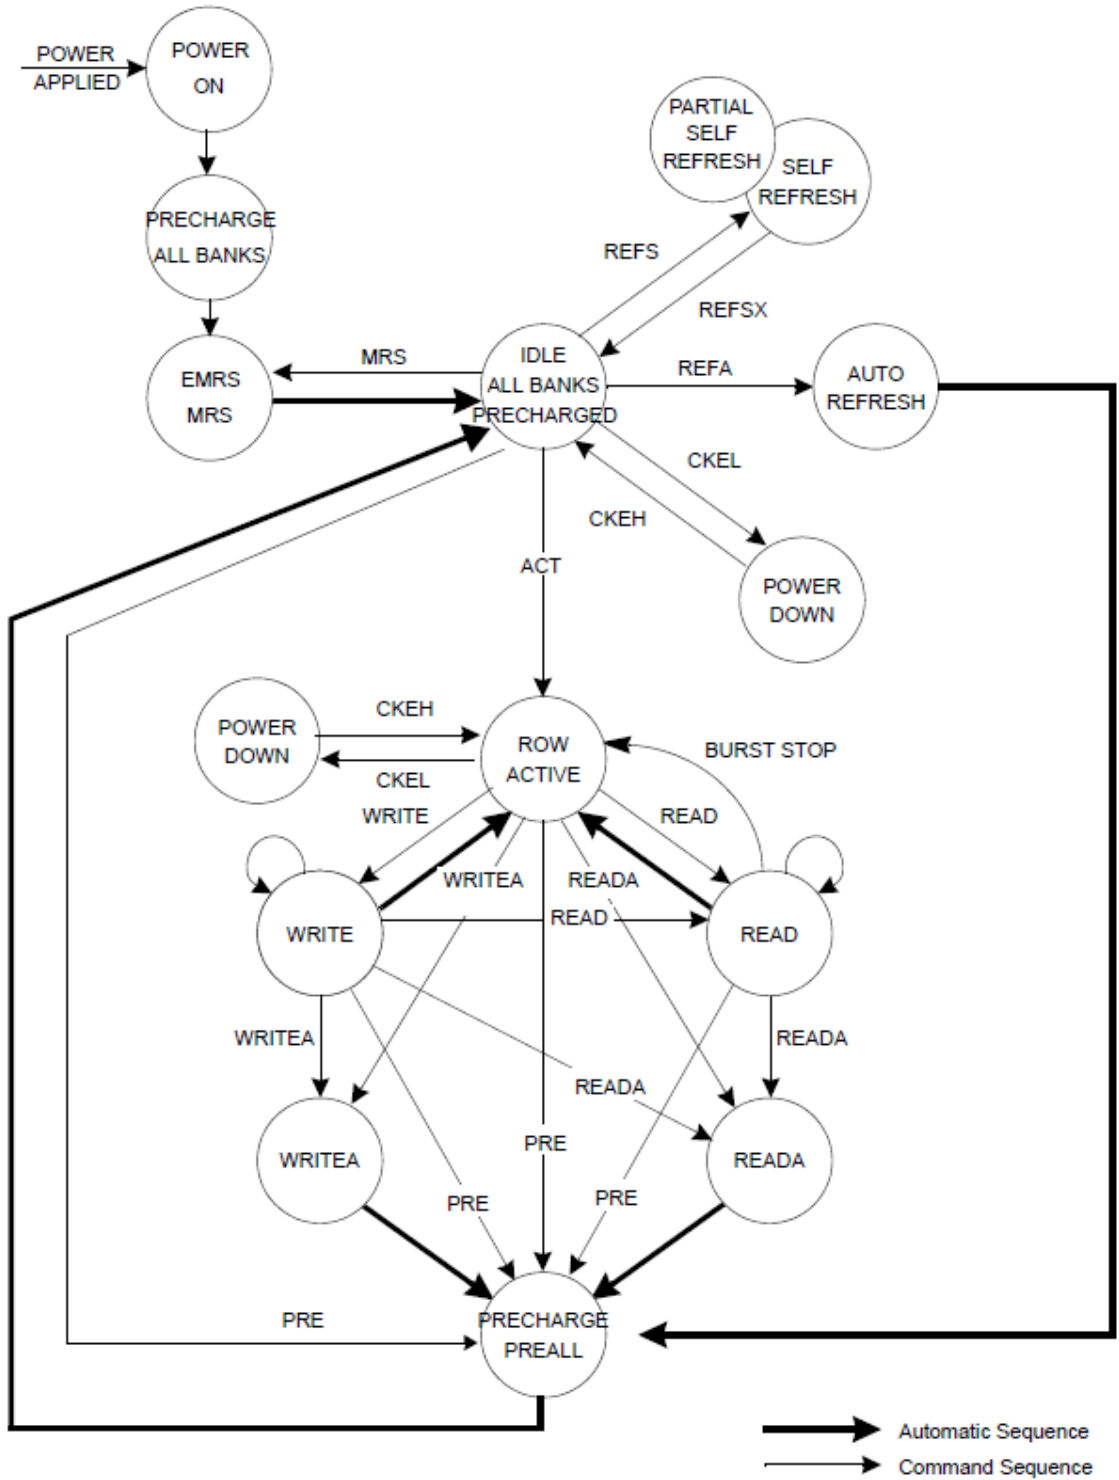 POWER
APPLIED
POWER
ON
PRECHARGE
ALL BANKS
PARTIAL
SELF
REFRESH
SELF
REFRESH
REFS
REFSX
EMRS
MRS
MRS
IDLE
ALL BANKS
PRECHARGED
REFA
AUTO
REFRESH
CKEL
CKEH
ACT
POWER
DOWN
POWER
DOWN
CKEH
CKEL
ROW
ACTIVE
BURST STOP
WRITE
READ
WRITEA
READA
WRITE
READ
READ
WRITEA
READA
READA
WRITEA
PRE
READA
PRE
PRE
PRE
PRECHARGE
PREALL
Automatic Sequence
Command Sequence